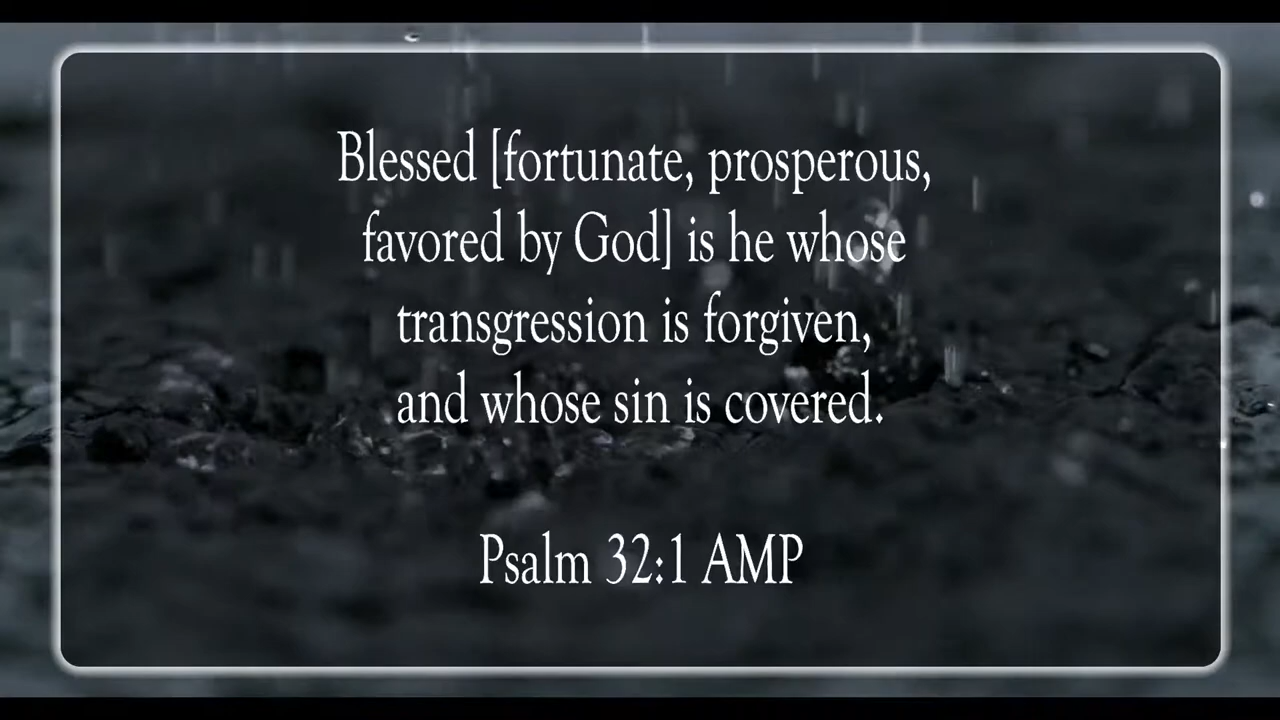 Blessed [fortunate, prosperous,
favored by God] is he whose
transgression is forgiven,
and whose sin is covered.
Psalm 32:1 AMP